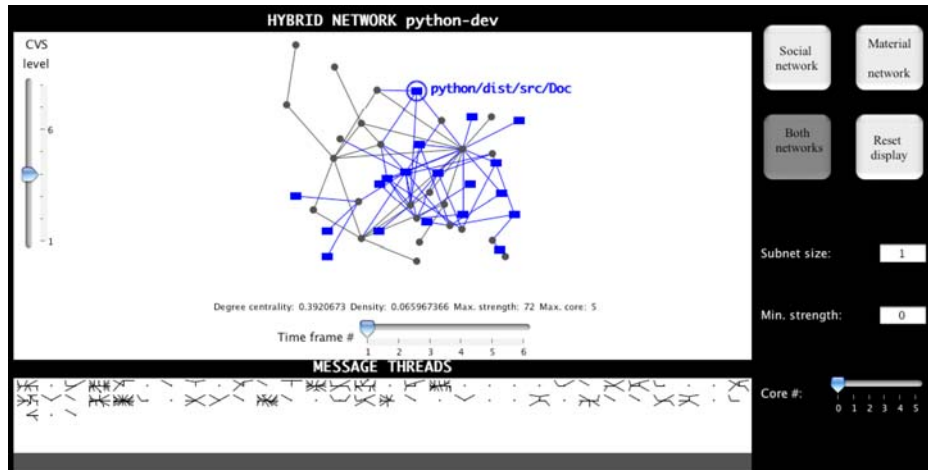 HYBRID NETWORK python-dev
CVS
level
6
1
python/dist/src/Doc
Degree centrality: 0.3920673 Density: 0.065967366 Max. strength: 72 Max. core: 5
Time frame #
1 2 3 4 5 6
MESSAGE THREADS
Social
network
Material
network
Both
networks
Reset
display
Subnet size: 1
Min. strength: 0
Core #:
0 1 2 3 4 5